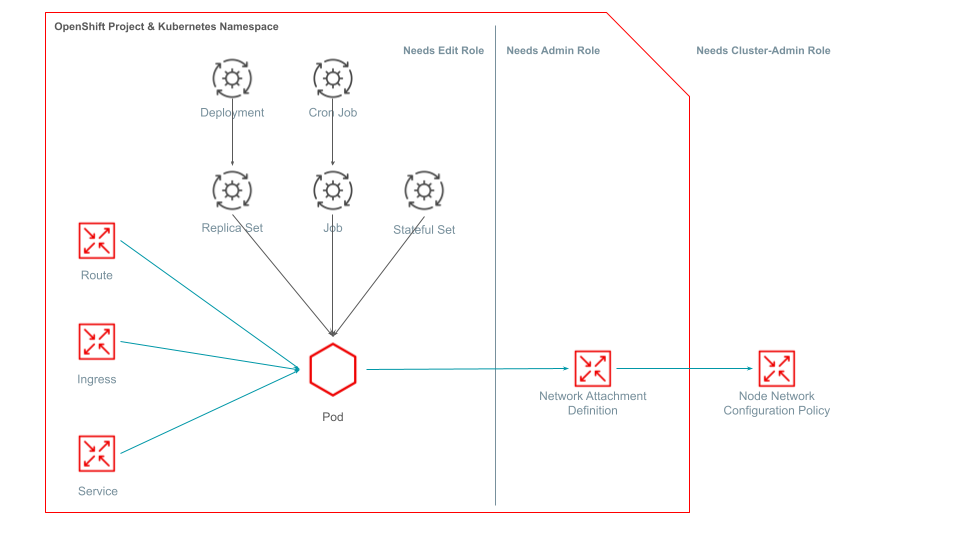 OpenShift Project & Kubernetes Namespace
Needs Edit Role
Needs Admin Role
Needs Cluster-Admin Role
Deployment
Cron Job
Replica Set
Job
Stateful Set
Route
Ingress
Service
Pod
Network Attachment
Definition
Node Network
Configuration Policy